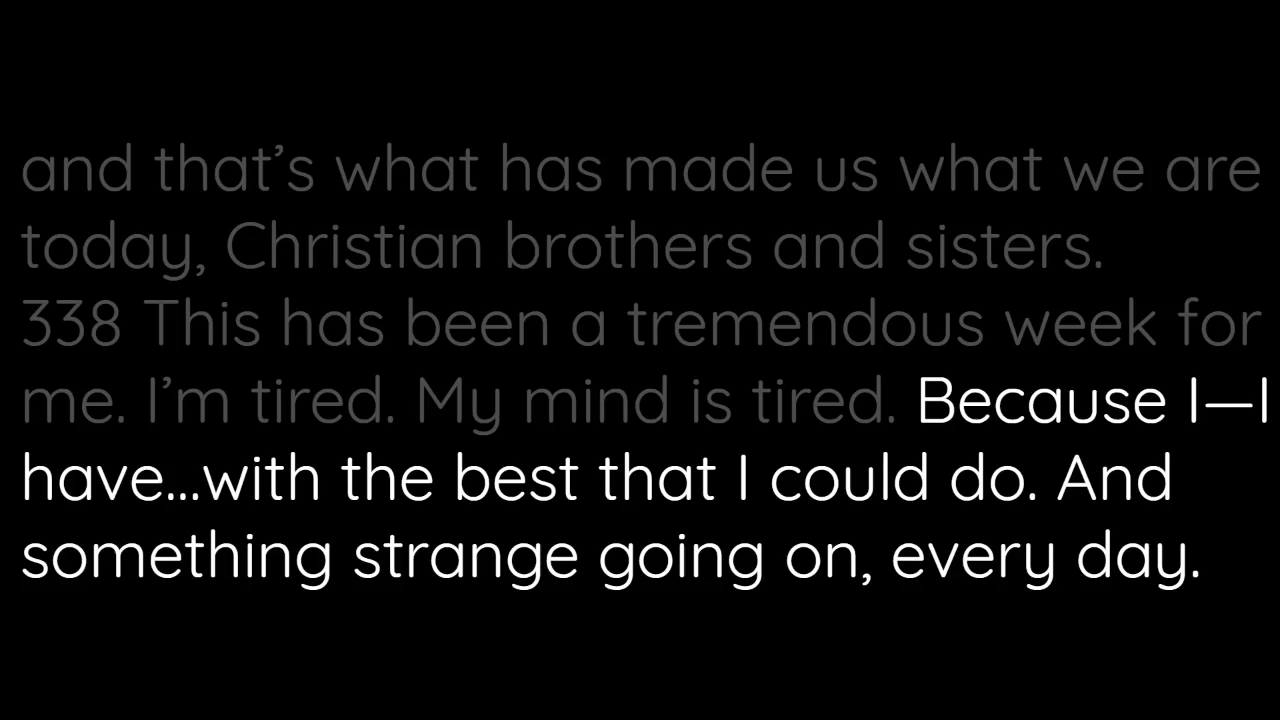 and that’s what has made us what we are
today, Christian brothers and sisters.
338 This has been a tremendous week for
me. I’m tired. My mind is tired. Because I—I
have...with the best that I could do. And
something strange going on, every day.